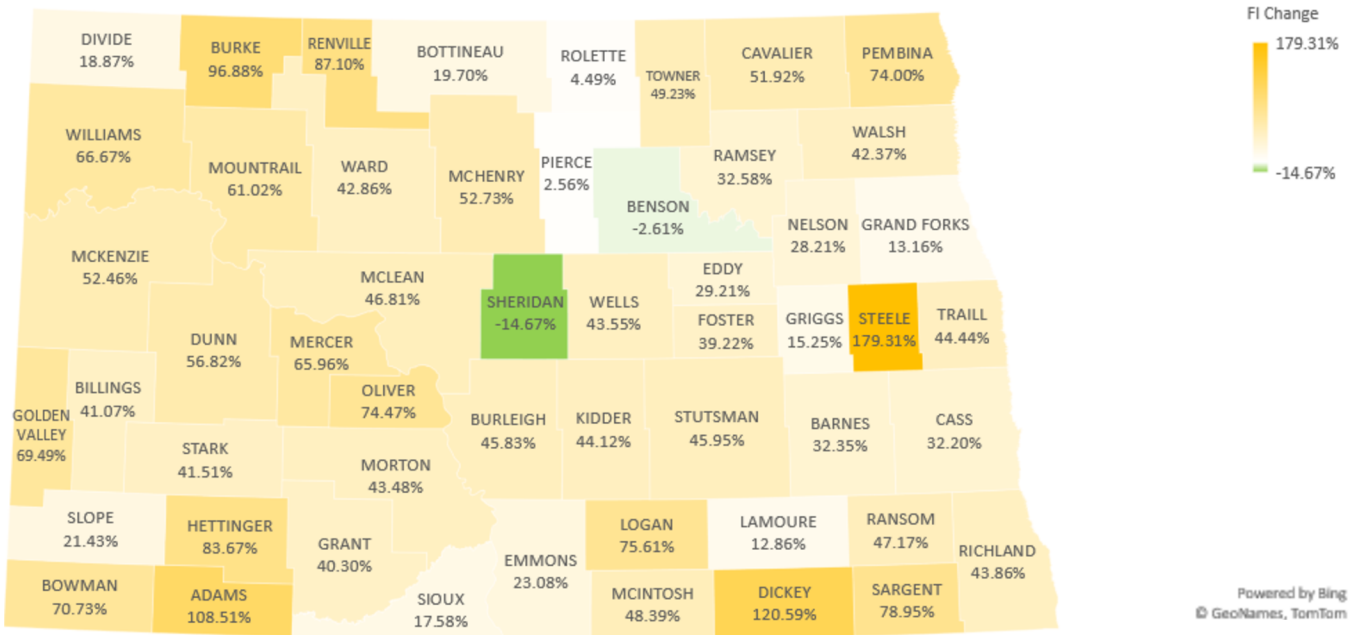 FI Change
179.31%
-14.67%
DIVIDE
18.87%
BURKE
96.88%
RENVILLE
87.10%
BOTTINEAU
19.70%
ROLETTE
4.49%
TOWNER
49.23%
CAVALIER
51.92%
PEMBINA
74.00%
WILLIAMS
66.67%
MOUNTRAIL
61.02%
WARD
42.86%
MCHENRY
52.73%
PIERCE
2.56%
BENSON
-2.61%
RAMSEY
32.58%
WALSH
42.37%
NELSON
28.21%
GRAND FORKS
13.16%
MCKENZIE
52.46%
MCLEAN
46.81%
SHERIDAN
-14.67%
WELLS
43.55%
EDDY
29.21%
FOSTER
39.22%
GRIGGS
15.25%
STEELE
179.31%
TRAILL
44.44%
DUNN
56.82%
MERCER
65.96%
OLIVER
74.47%
GOLDEN
VALLEY
69.49%
BILLINGS
41.07%
STARK
41.51%
MORTON
43.48%
BURLEIGH
45.83%
KIDDER
44.12%
STUTSMAN
45.95%
BARNES
32.35%
CASS
32.20%
SLOPE
21.43%
HETTINGER
83.67%
GRANT
40.30%
EMMONS
23.08%
LOGAN
75.61%
LAMOURE
12.86%
RANSOM
47.17%
RICHLAND
43.86%
BOWMAN
70.73%
ADAMS
108.51%
SIOUX
17.58%
MCINTOSH
48.39%
DICKEY
120.59%
SARGENT
78.95%
Powered by Bing
© GeoNames, TomTom